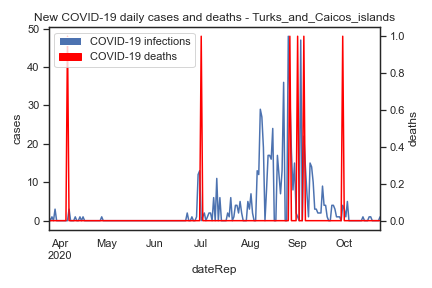 New COVID-19 daily cases and deaths - Turks_and_Caicos_islands
COVID-19 infections
COVID-19 deaths
50
40
30
20
10
0
cases
1.0
0.8
0.6
0.4
0.2
0.0
deaths
Apr May Jun Jul Aug Sep Oct
2020
dateRep